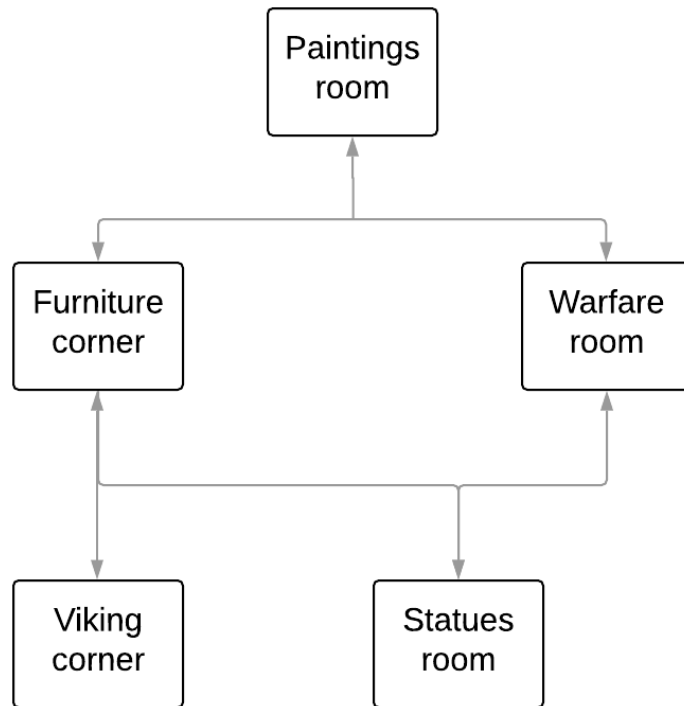 Paintings
room
Furniture
corner
Warfare
room
Viking
corner
Statues
room